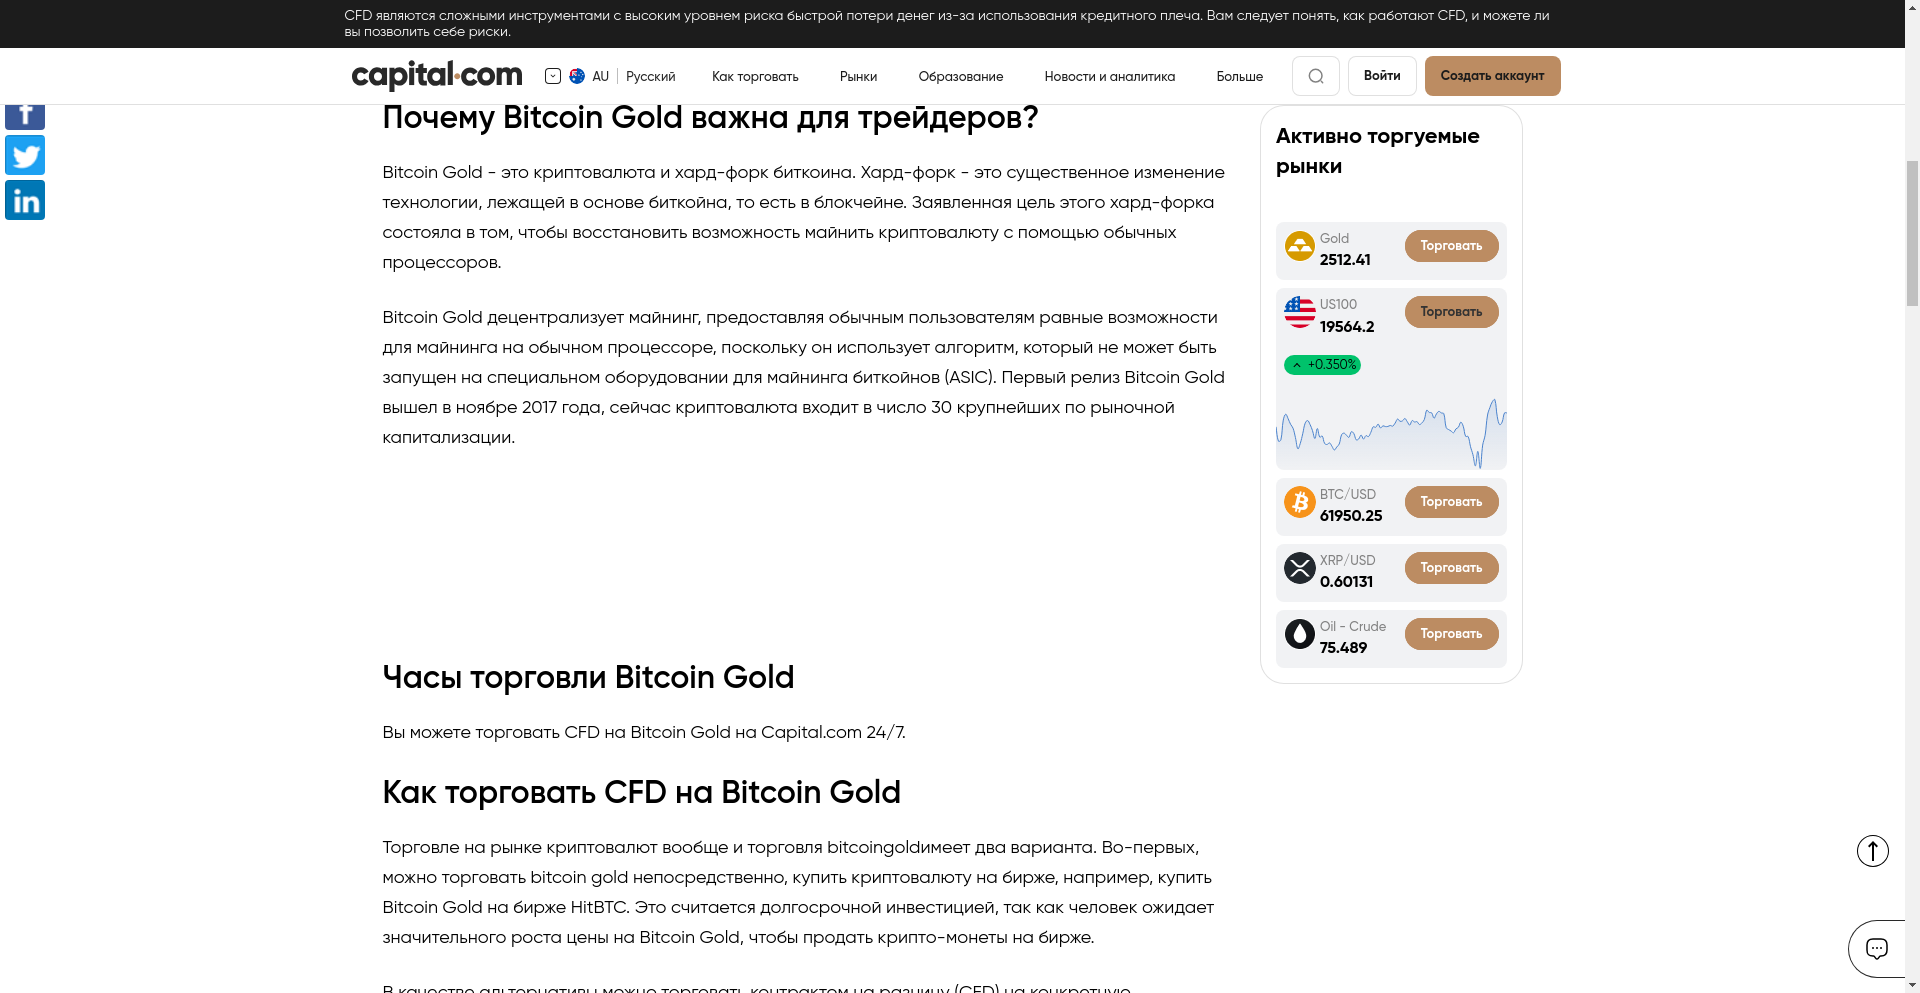 CFD являются сложными инструментами с высоким уровнем риска быстрой потери денег из-за использования кредитного плеча. Вам следует понять, как работают CFD, и можете ли
вы позволить себе риски.
capital.com
AU
Русский
Как торговать
Рынки
Образование
Новости и аналитика
Больше
Войти
Создать аккаунт
Почему Bitcoin Gold важна для трейдеров?
Bitcoin Gold - это криптовалюта и хард-форк биткоина. Хард-форк - это существенное изменение
технологии, лежащей в основе биткойна, то есть в блокчейне. Заявленная цель этого хард-форка
состояла в том, чтобы восстановить возможность майнить криптовалюту с помощью обычных
процессоров.
Bitcoin Gold децентрализует майнинг, предоставляя обычным пользователям равные возможности
для майнинга на обычном процессоре, поскольку он использует алгоритм, который не может быть
запущен на специальном оборудовании для майнинга биткойнов (ASIC). Первый релиз Bitcoin Gold
вышел в ноябре 2017 года, сейчас криптовалюта входит в число 30 крупнейших по рыночной
капитализации.
Часы торговли Bitcoin Gold
Вы можете торговать CFD на Bitcoin Gold на Capital.com 24/7.
Как торговать CFD на Bitcoin Gold
Торговле на рынке криптовалют вообще и торговля bitcoingoldимеет два варианта. Во-первых,
можно торговать bitcoin gold непосредственно, купить криптовалюту на бирже, например, купить
Bitcoin Gold на бирже HitBTC. Это считается долгосрочной инвестицией, так как человек ожидает
значительного роста цены на Bitcoin Gold, чтобы продать крипто-монеты на бирже.
В качестве альтернативы можно торговать контрактом на разницу (CFD) на конкретную
Активно торгуемые
рынки
Gold
2512.41
Торговать
US100
19564.2
Торговать
+0.350%
BTC/USD
61950.25
Торговать
XRP/USD
0.60131
Торговать
Oil - Crude
75.489
Торговать